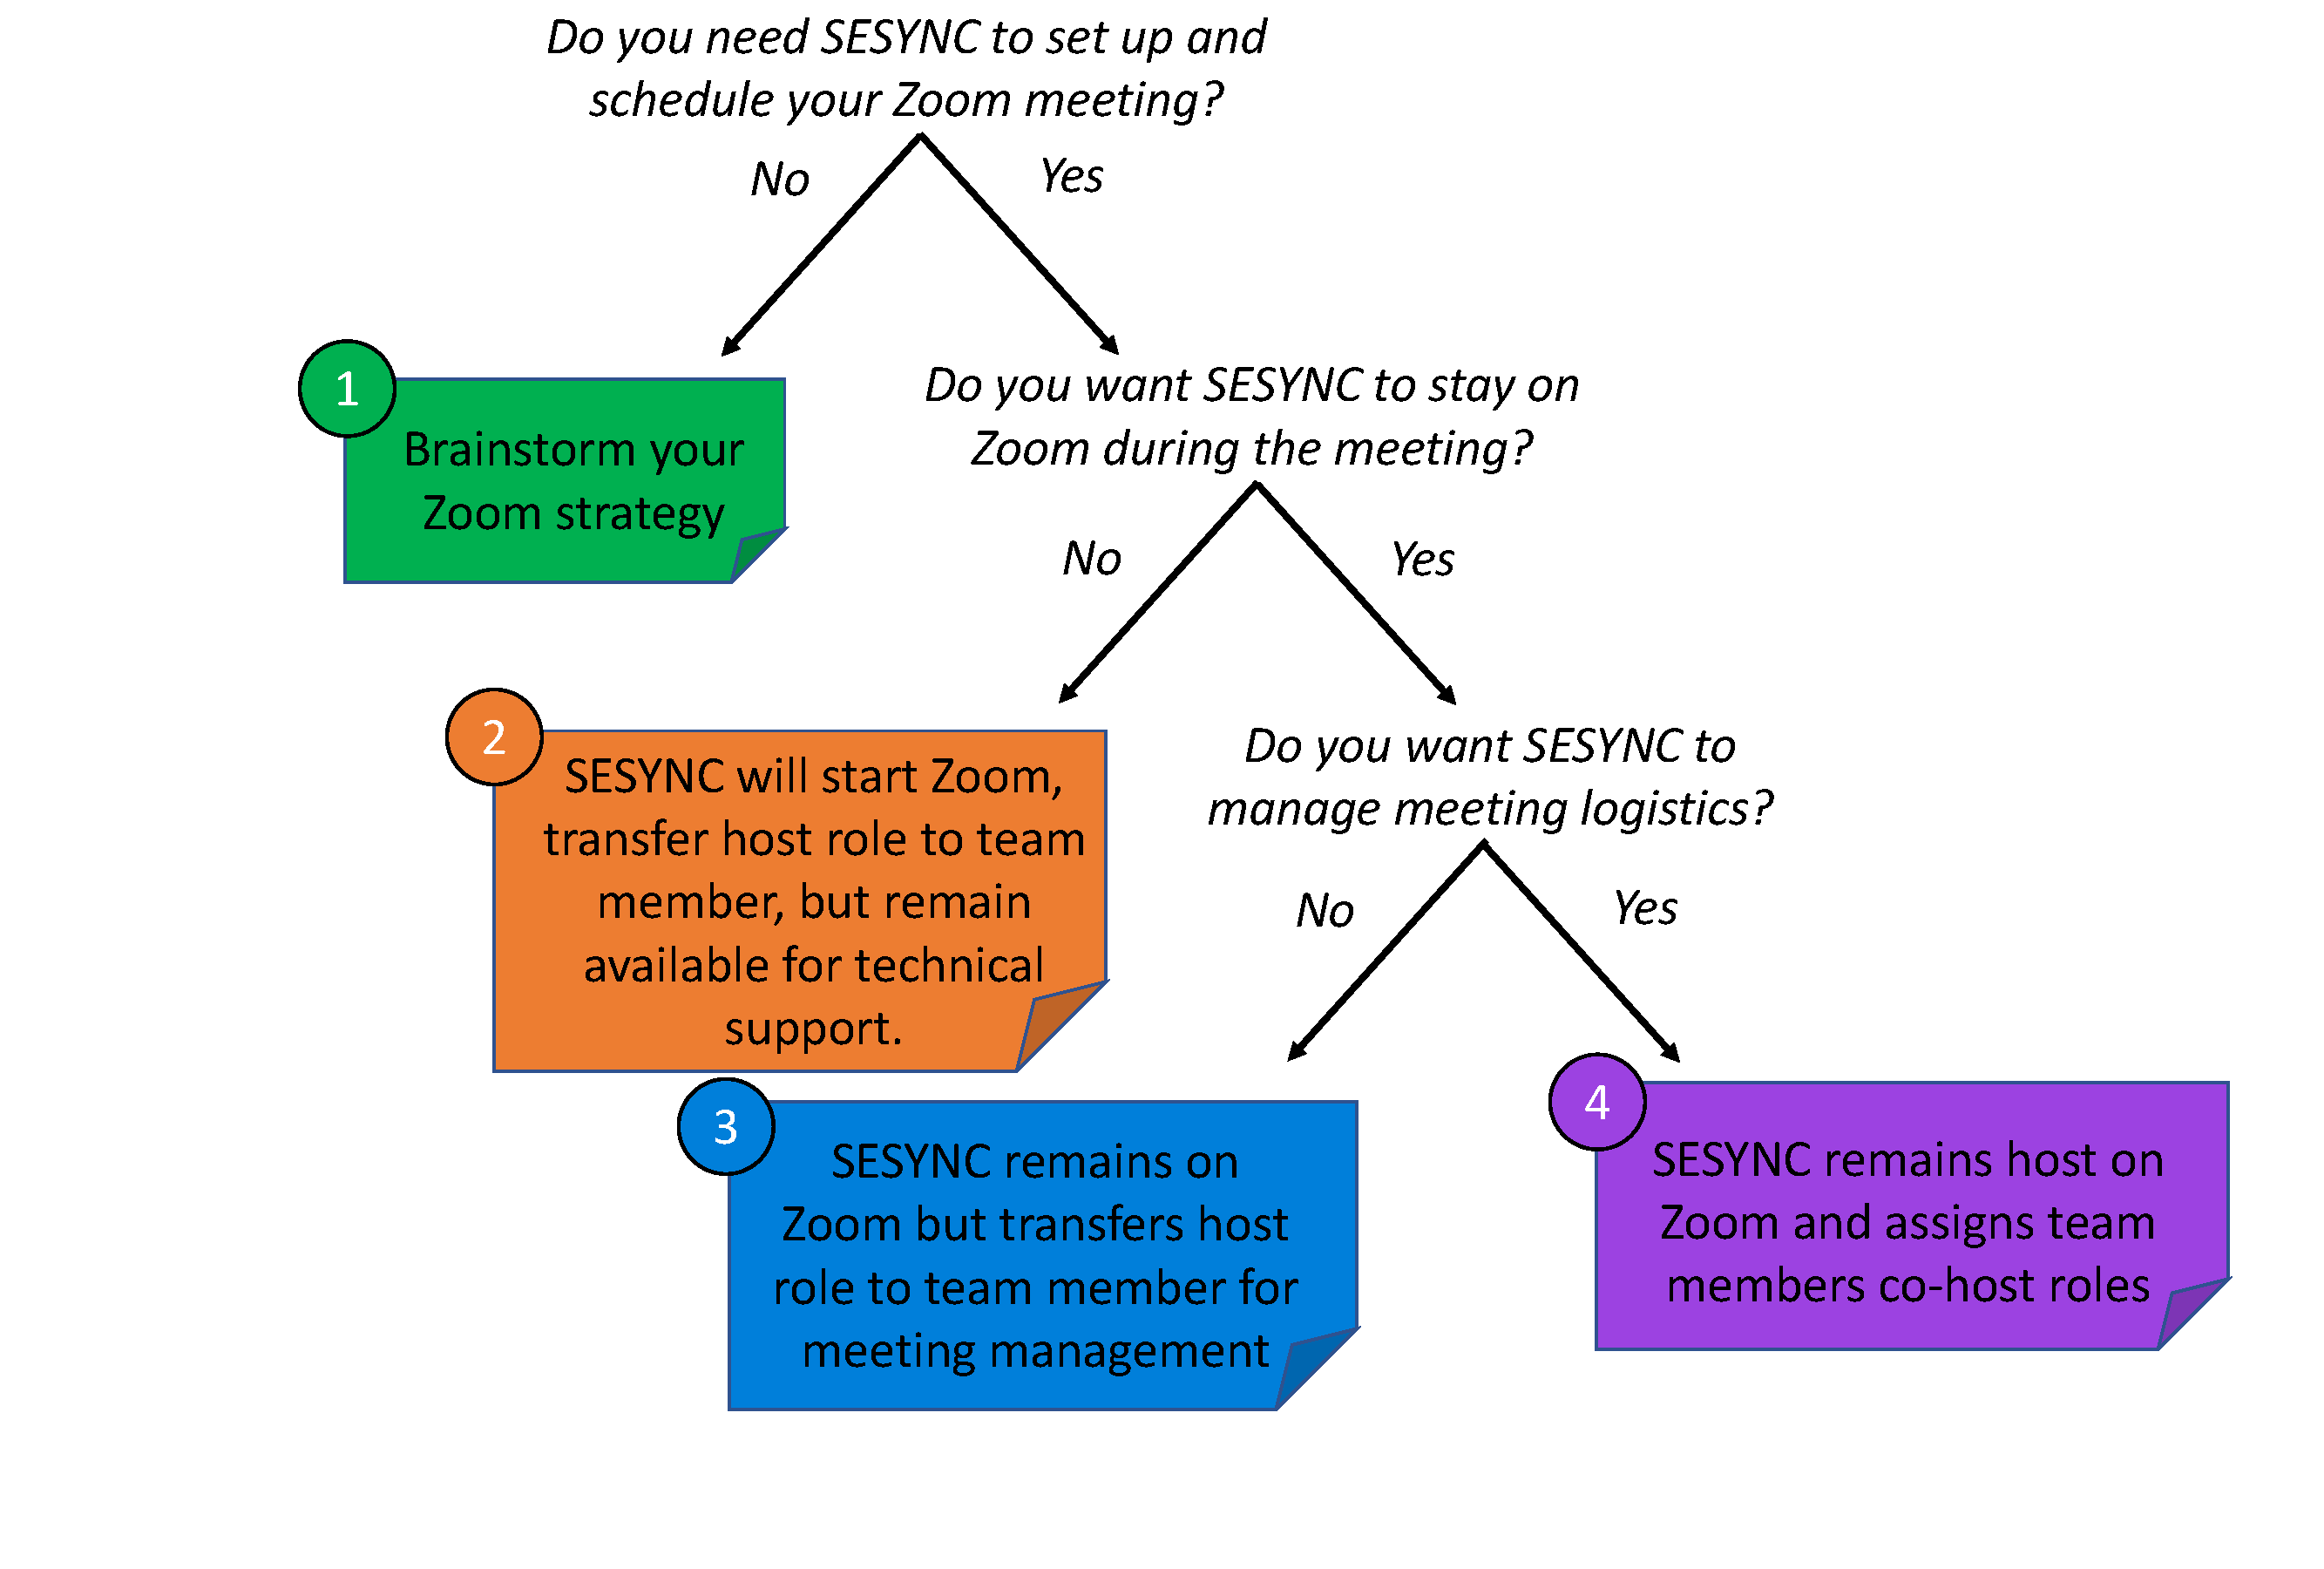 Do you need SESYNC to set up and
schedule your Zoom meeting?
No
Yes
1
Brainstorm your
Zoom strategy
Do you want SESYNC to stay on
Zoom during the meeting?
No
Yes
2
SESYNC will start Zoom,
transfer host role to team
member, but remain
available for technical
support.
Do you want SESYNC to
manage meeting logistics?
No
Yes
3
SESYNC remains on
Zoom but transfers host
role to team member for
meeting management
4
SESYNC remains host on
Zoom and assigns team
members co-host roles